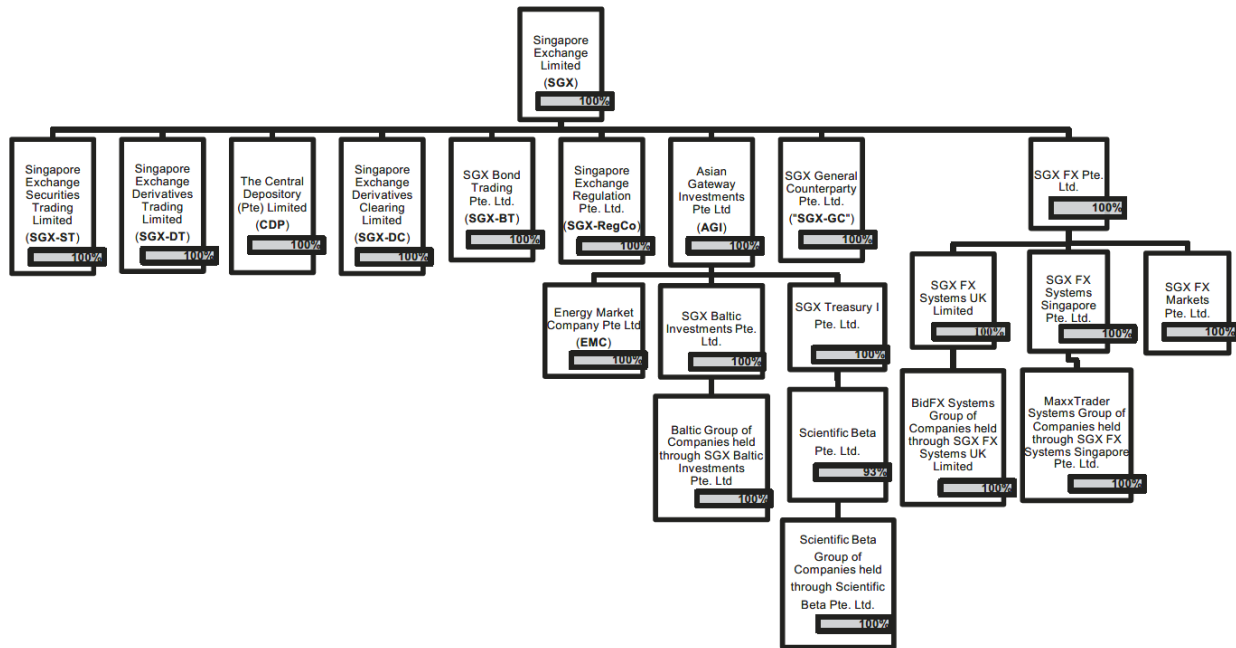 Singapore
Exchange
Limited
(SGX)
100%
Singapore
Exchange
Securities
Trading
Limited
(SGX-ST)
100%
Singapore
Exchange
Derivatives
Trading
Limited
(SGX-DT)
100%
The Central
Depository
(Pte) Limited
(CDP)
100%
Singapore
Exchange
Derivatives
Clearing
Limited
(SGX-DC)
100%
SGX Bond
Trading
Pte. Ltd.
(SGX-BT)
100%
Singapore
Exchange
Regulation
Pte. Ltd.
(SGX-RegCo)
100%
Asian
Gateway
Investments
Pte Ltd
(AGI)
100%
SGX General
Counterparty
Pte. Ltd.
("SGX-GC")
100%
SGX FX Pte.
Ltd.
100%
Energy Market
Company Pte Ltd
(EMC)
100%
SGX Baltic
Investments Pte.
Ltd.
100%
SGX Treasury I
Pte. Ltd.
100%
SGX FX
Systems UK
Limited
100%
SGX FX
Systems
Singapore
Pte. Ltd.
100%
SGX FX
Markets
Pte. Ltd.
100%
Baltic Group of
Companies held
through SGX Baltic
Investments
Pte. Ltd
100%
Scientific Beta
Pte. Ltd.
93%
BidFX Systems
Group of
Companies held
through SGX FX
Systems UK
Limited
100%
MaxxTrader
Systems Group of
Companies held
through SGX FX
Systems Singapore
Pte. Ltd.
100%
Scientific Beta
Group of
Companies held
through Scientific
Beta Pte. Ltd.
100%